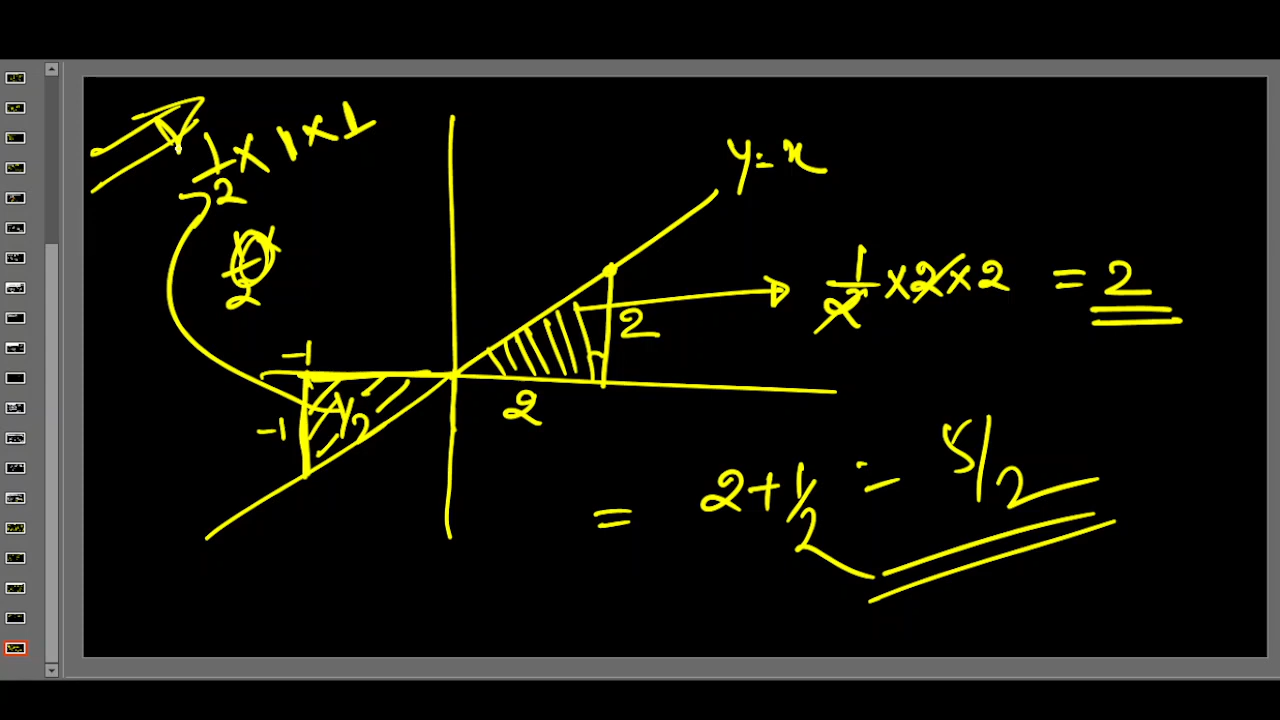 1/2 × 1 × 1
y = x
1/2 × 2 × 2 = 2
2
-1
-1
1/2
2
= 2 + 1/2 = 5/2